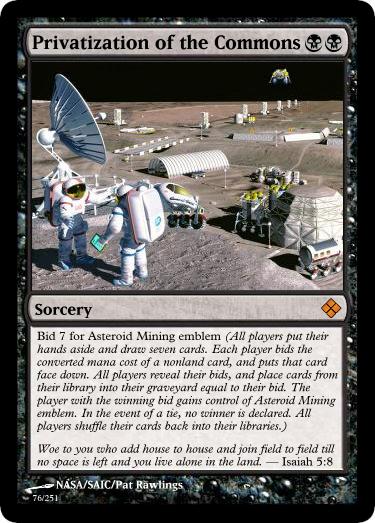 Privatization of the Commons
Sorcery
Bid 7 for Asteroid Mining emblem (All players put their
hands aside and draw seven cards. Each player bids the
converted mana cost of a nonland card, and puts that card
face down. All players reveal their bids, and place cards from
their library into their graveyard equal to their bid. The
player with the winning bid gains control of Asteroid Mining
emblem. In the event of a tie, no winner is declared. All
players shuffle their cards back into their libraries.)
Woe to you who add house to house and join field to field till
no space is left and you live alone in the land. — Isaiah 5:8
NASA/SAIC/Pat Rawlings
76/251